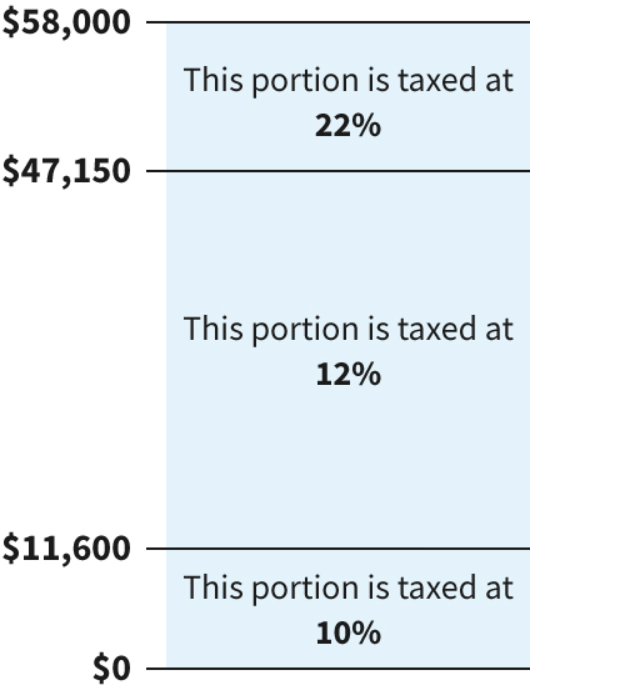 $58,000
This portion is taxed at
22%
$47,150
This portion is taxed at
12%
$11,600
This portion is taxed at
10%
$0